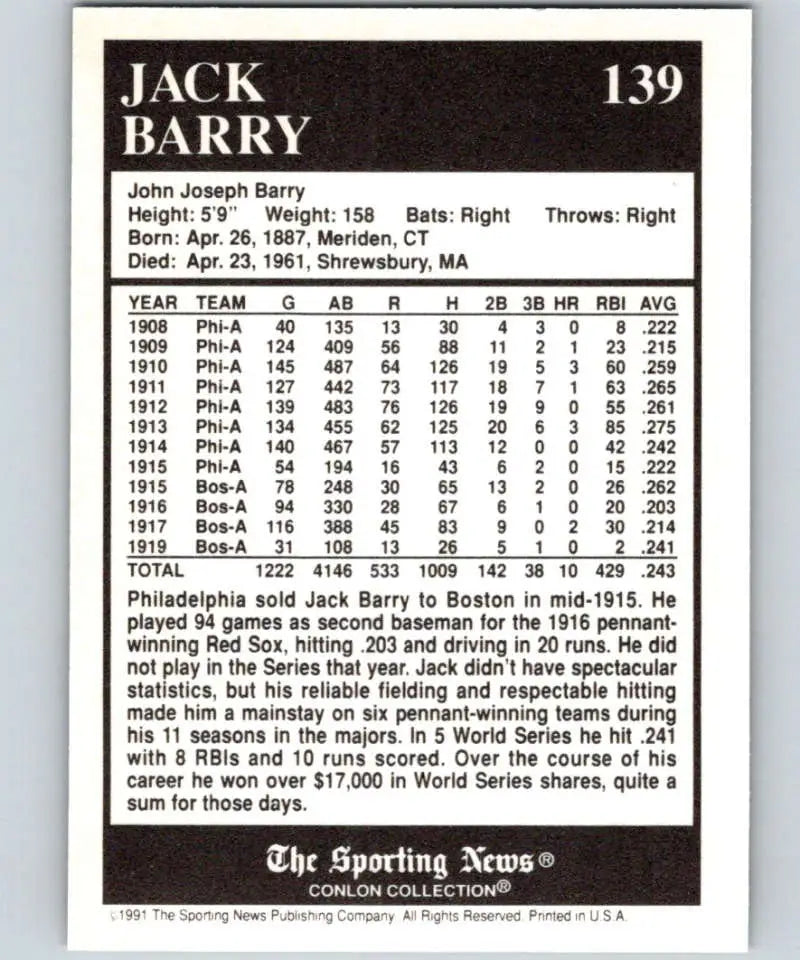 JACK
BARRY
139
John Joseph Barry
Height: 5'9" Weight: 158 Bats: Right Throws: Right
Born: Apr. 26, 1887, Meriden, CT
Died: Apr. 23, 1961, Shrewsbury, MA
YEAR TEAM G AB R H 2B 3B HR RBI AVG
1908 Phi-A 40 135 13 30 4 3 0 8 .222
1909 Phi-A 124 409 56 88 11 2 1 23 .215
1910 Phi-A 145 487 64 126 19 5 3 60 .259
1911 Phi-A 127 442 73 117 18 7 1 63 .265
1912 Phi-A 139 483 76 126 19 9 0 55 .261
1913 Phi-A 134 455 62 125 20 6 3 85 .275
1914 Phi-A 140 467 57 113 12 0 0 42 .242
1915 Phi-A 54 194 16 43 6 2 0 15 .222
1915 Bos-A 78 248 30 65 13 2 0 26 .262
1916 Bos-A 94 330 28 67 6 1 0 20 .203
1917 Bos-A 116 388 45 83 9 0 2 30 .214
1919 Bos-A 31 108 13 26 5 1 0 2 .241
TOTAL 1222 4146 533 1009 142 38 10 429 .243
Philadelphia sold Jack Barry to Boston in mid-1915. He
played 94 games as second baseman for the 1916 pennant-
winning Red Sox, hitting .203 and driving in 20 runs. He did
not play in the Series that year. Jack didn't have spectacular
statistics, but his reliable fielding and respectable hitting
made him a mainstay on six pennant-winning teams during
his 11 seasons in the majors. In 5 World Series he hit .241
with 8 RBIs and 10 runs scored. Over the course of his
career he won over $17,000 in World Series shares, quite a
sum for those days.
The Sporting News®
CONLON COLLECTION®
©1991 The Sporting News Publishing Company. All Rights Reserved. Printed in U.S.A.